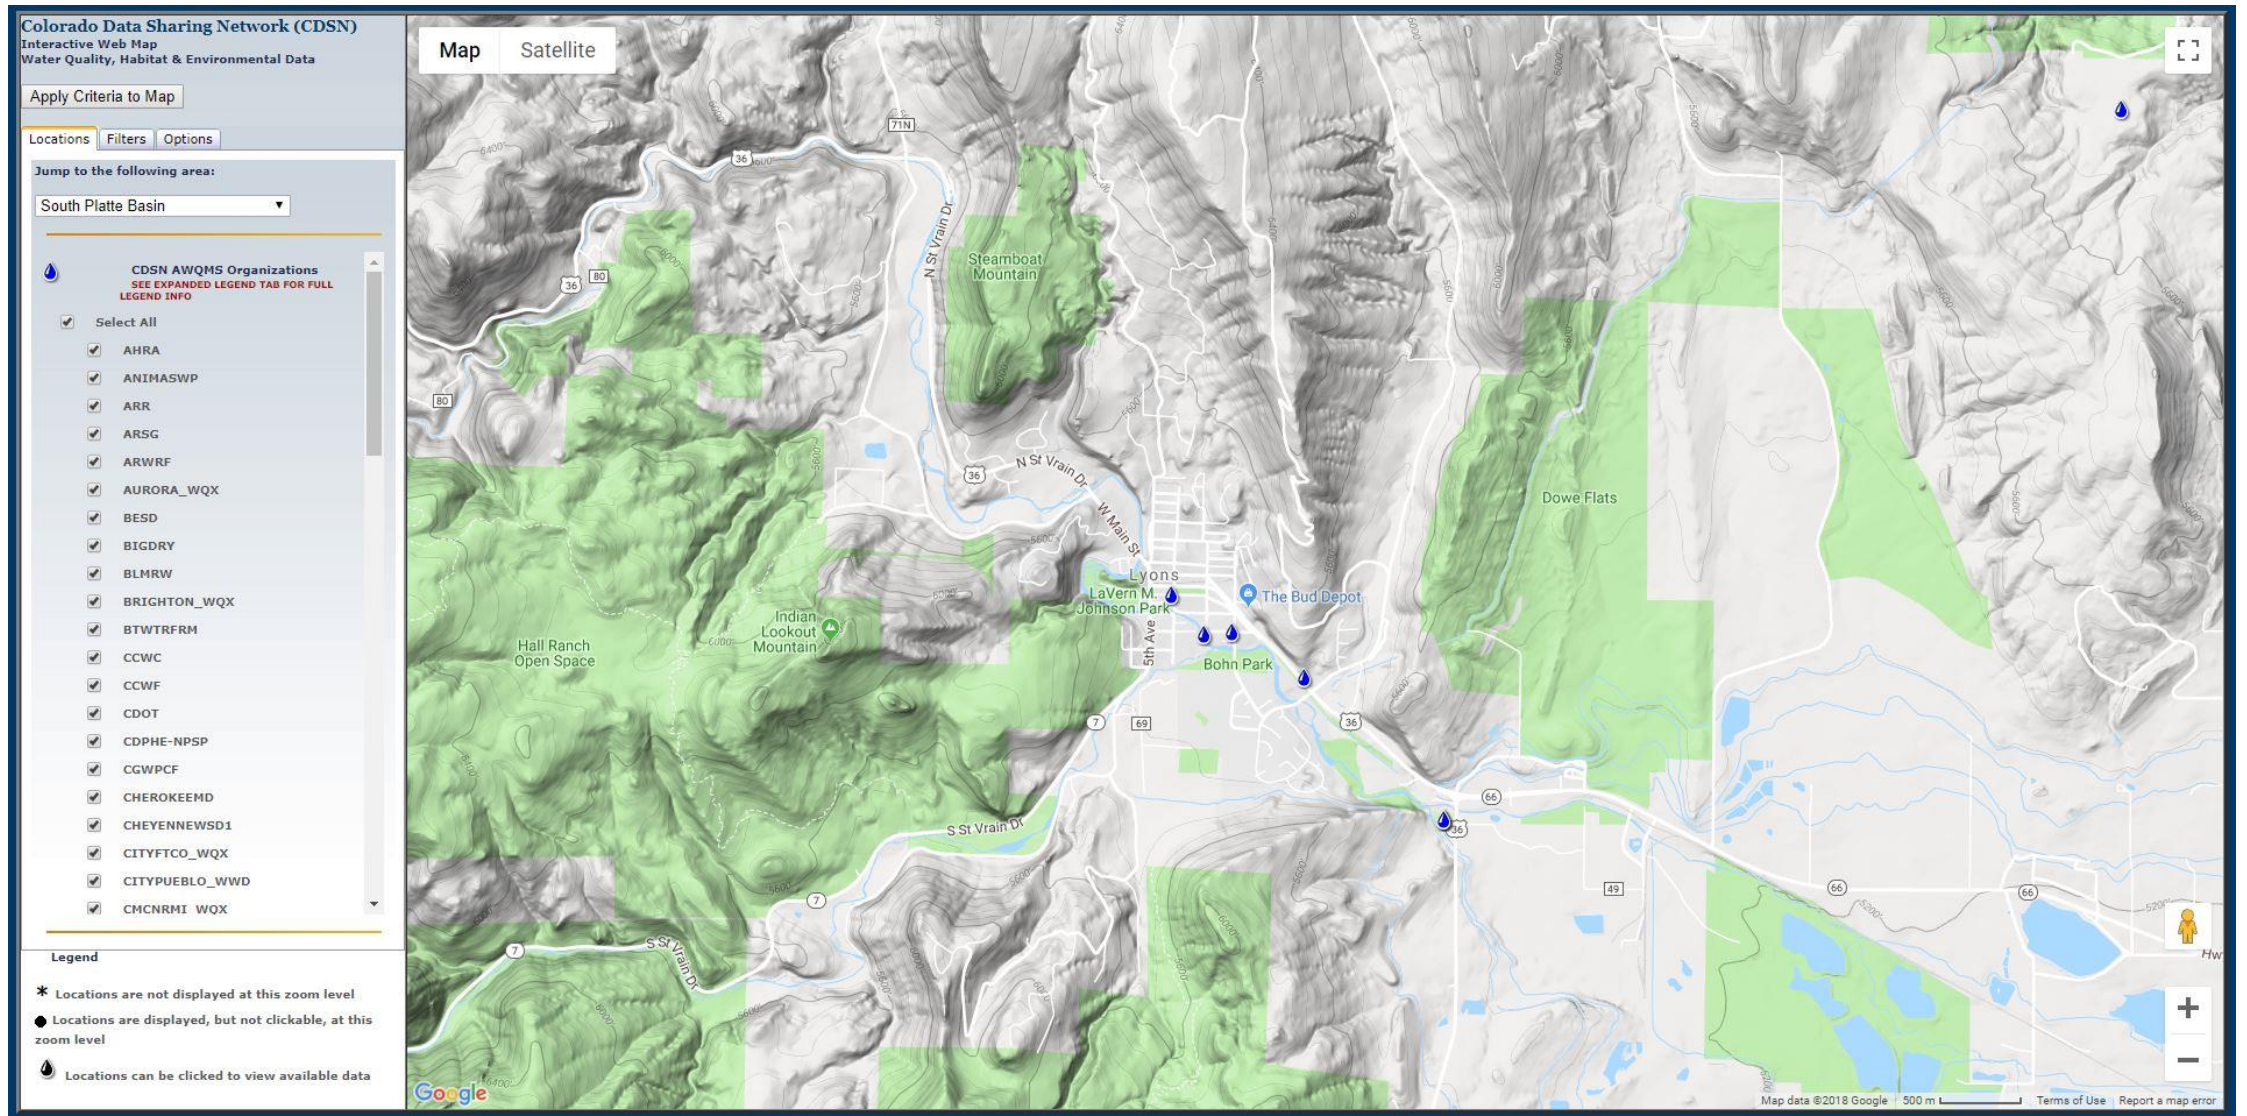 Colorado Data Sharing Network (CDSN)
Interactive Web Map
Water Quality, Habitat & Environmental Data
Apply Criteria to Map
Locations
Filters
Options
Jump to the following area:
South Platte Basin
CDSN AWQMS Organizations
SEE EXPANDED LEGEND TAB FOR FULL
LEGEND INFO
Select All
AHRA
ANIMASWP
ARR
ARSG
ARWRF
AURORA_WQX
BESD
BIGDRY
BLMRW
BRIGHTON_WQX
BTWTRFRM
CCWC
CCWF
CDOT
CDPHE-NPSP
CGWPCF
CHEROKEEMD
CHEYENNEWSD1
CITYFTCO_WQX
CITYPUEBLO_WWD
CMCNRMI WQX
Legend
* Locations are not displayed at this zoom level
Locations are displayed, but not clickable, at this
zoom level
Locations can be clicked to view available data
Map
Satellite
71N
36
N St Vrain Dr
Steamboat
Mountain
80
36
80
36
N St Vrain Dr
W Main St
Dowe Flats
Lyons
LaVern M.
Johnson Park
The Bud Depot
Indian
Lookout
Mountain
Hall Ranch
Open Space
5th Ave
Bohn Park
7
69
36
66
36
S St Vrain Dr
7
49
66
66
7
S St Vrain Dr
Hw
6400'
5600'
6000'
5200'
Google
Map data ©2018 Google
500 m
Terms of Use
Report a map error